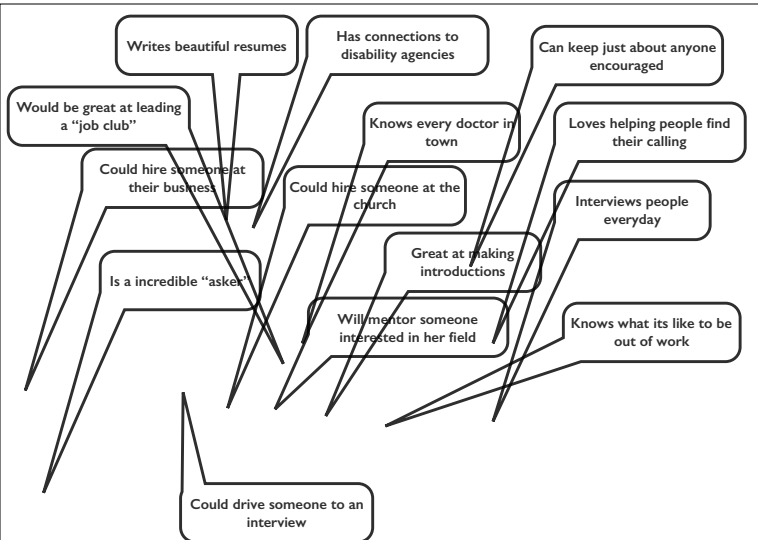 Writes beautiful resumes
Has connections to
disability agencies
Can keep just about anyone
encouraged
Would be great at leading
a “job club”
Knows every doctor in
town
Loves helping people find
their calling
Could hire someone at
their business
Could hire someone at the
church
Interviews people
everyday
Is a incredible “asker”
Great at making
introductions
Will mentor someone
interested in her field
Knows what its like to be
out of work
Could drive someone to an
interview